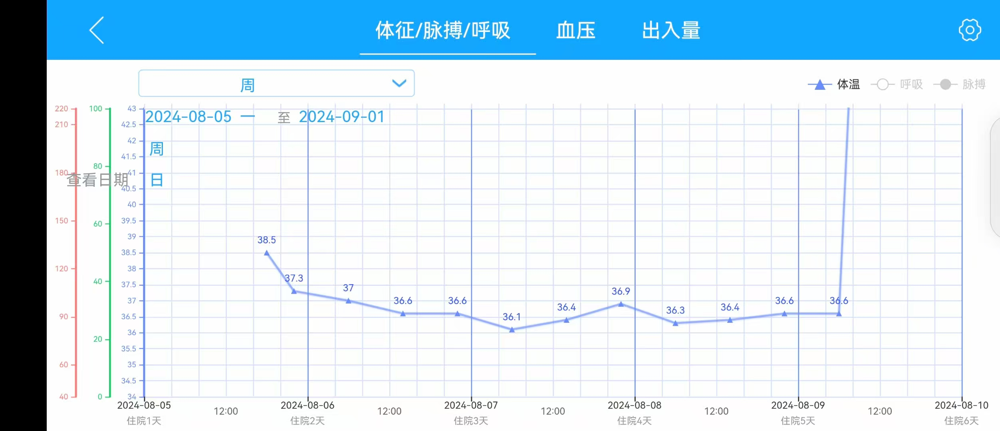 体征/脉搏/呼吸 血压 出入量
周
体温 呼吸 脉搏
220 100 43
2024-08-05 一 至 2024-09-01
210 42.5
42
周
41.5
80
180 41
查看日期 日
40.5
40
150 60 39.5
39
38.5
38.5
120 38
37.3
40 37.5
37
36.9
37
36.6 36.6 36.6 36.6
36.4 36.3 36.4
90 36.5 36.1
36
20
35.5
60 35
34.5
40 0 34
2024-08-05 2024-08-06 2024-08-07 2024-08-08 2024-08-09 2024-08-10
12:00 12:00 12:00 12:00 12:00
住院1天 住院2天 住院3天 住院4天 住院5天 住院6天